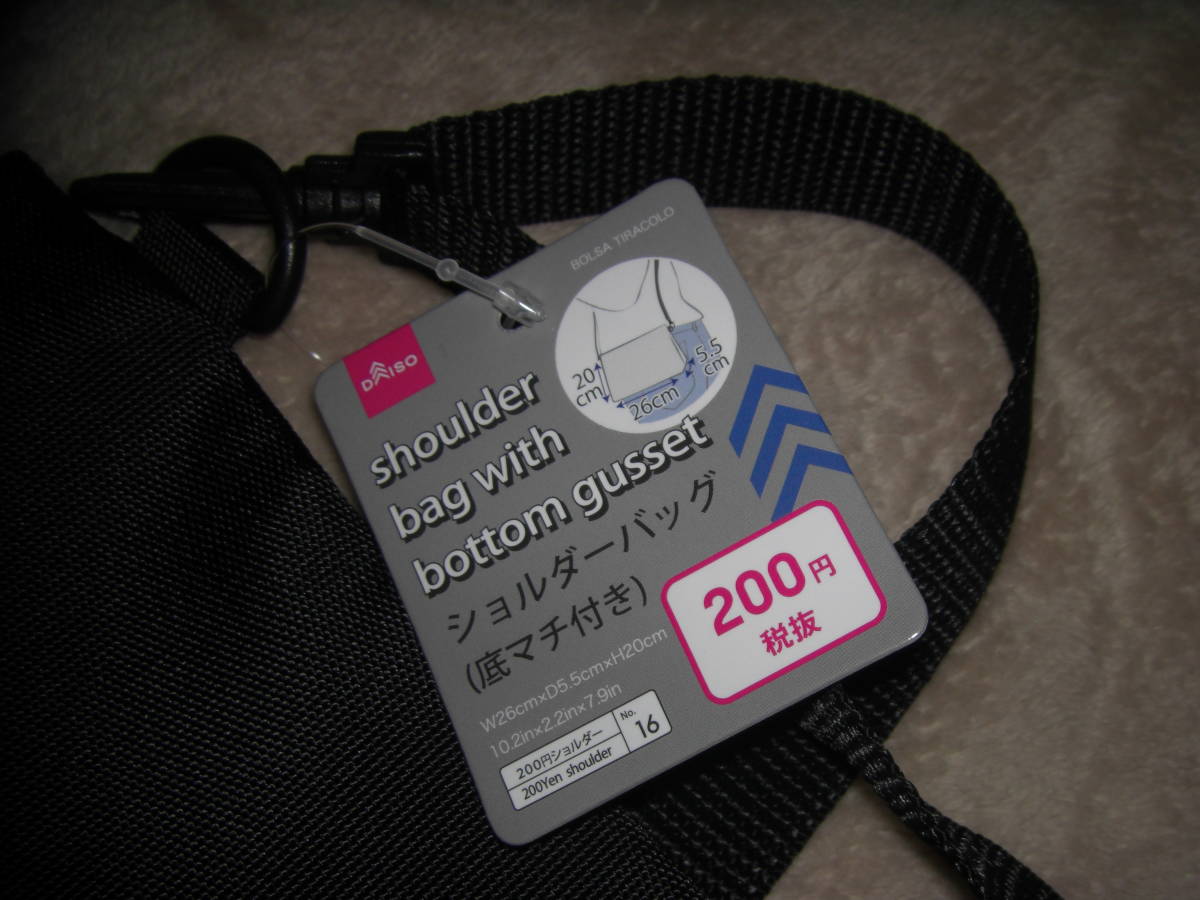 BOLSA TIRACOLO
DAISO
20
cm
26cm
5.5
cm
shoulder
bag with
bottom gusset
ショルダーバッグ
(底マチ付き)
200円
税抜
W26cm×D5.5cm×H20cm
10.2in×2.2in×7.9in
200円ショルダー
200Yen shoulder
No.
16